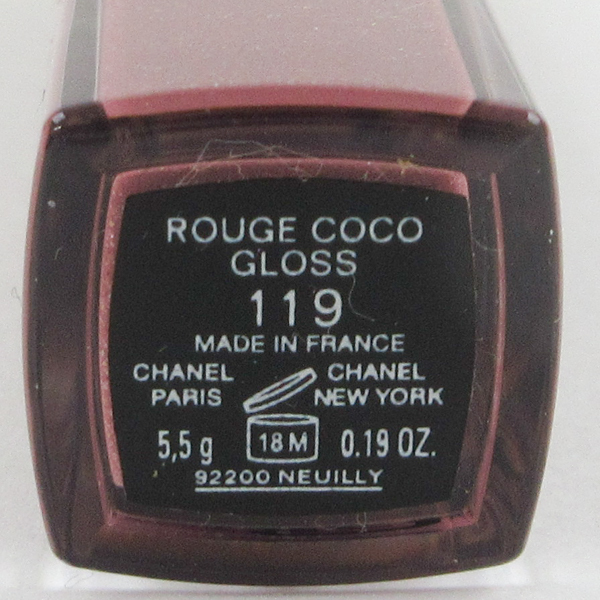 ROUGE COCO
GLOSS
119
MADE IN FRANCE
CHANEL CHANEL
PARIS NEW YORK
5,5 g 18M 0.19 OZ.
92200 NEUILLY